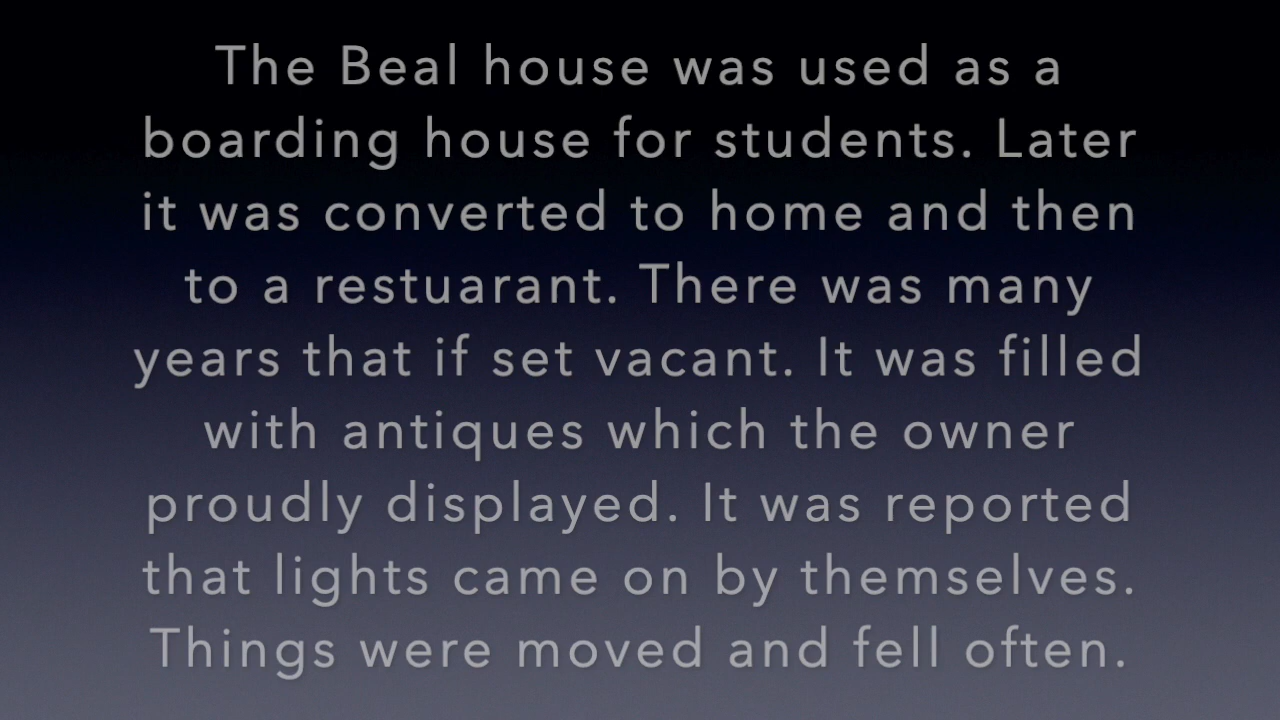 The Beal house was used as a
boarding house for students. Later
it was converted to home and then
to a restuarant. There was many
years that if set vacant. It was filled
with antiques which the owner
proudly displayed. It was reported
that lights came on by themselves.
Things were moved and fell often.